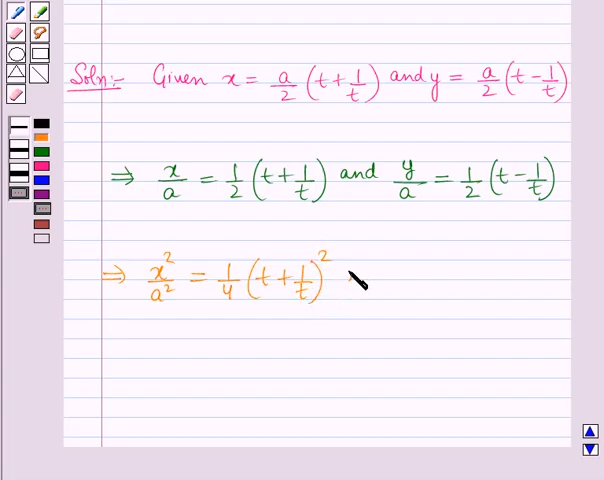 Soln:- Given x = a/2 (t + 1/t) and y = a/2 (t - 1/t)
⇒ x/a = 1/2 (t + 1/t) and y/a = 1/2 (t - 1/t)
⇒ x²/a² = 1/4 (t + 1/t)²